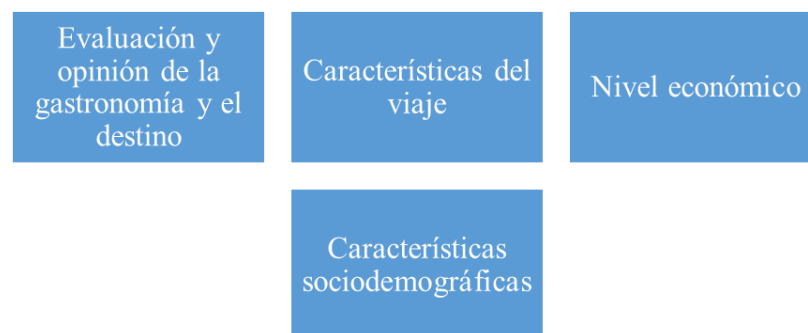 Evaluación y
opinión de la
gastronomía y el
destino
Características del
viaje
Nivel económico
Características
sociodemográficas